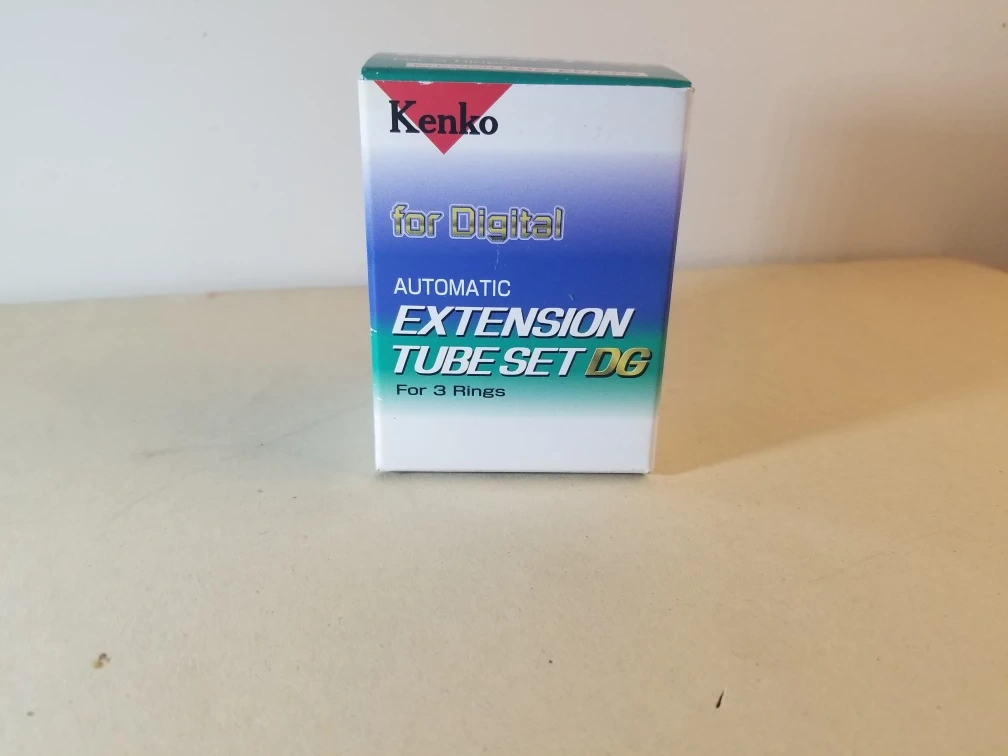 Kenko
for Digital
AUTOMATIC
EXTENSION
TUBE SET DG
For 3 Rings